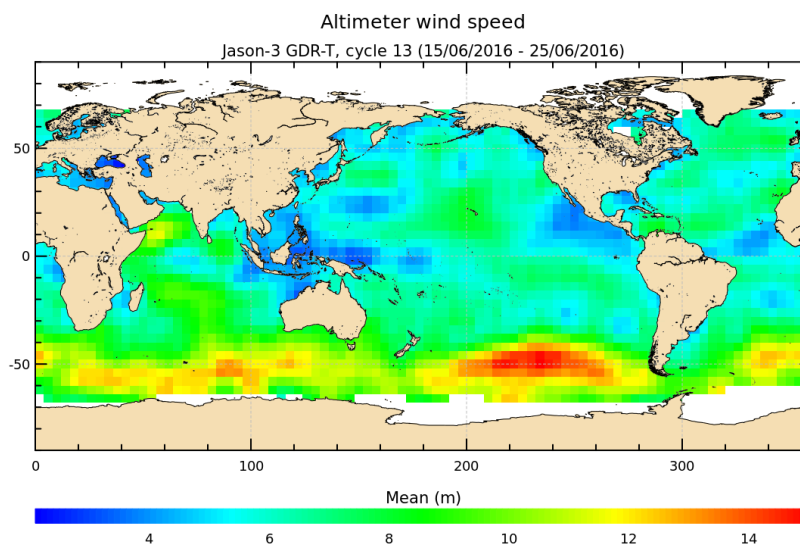 Altimeter wind speed
Jason-3 GDR-T, cycle 13 (15/06/2016 - 25/06/2016)
50
0
-50
0 100 200 300
Mean (m)
4 6 8 10 12 14